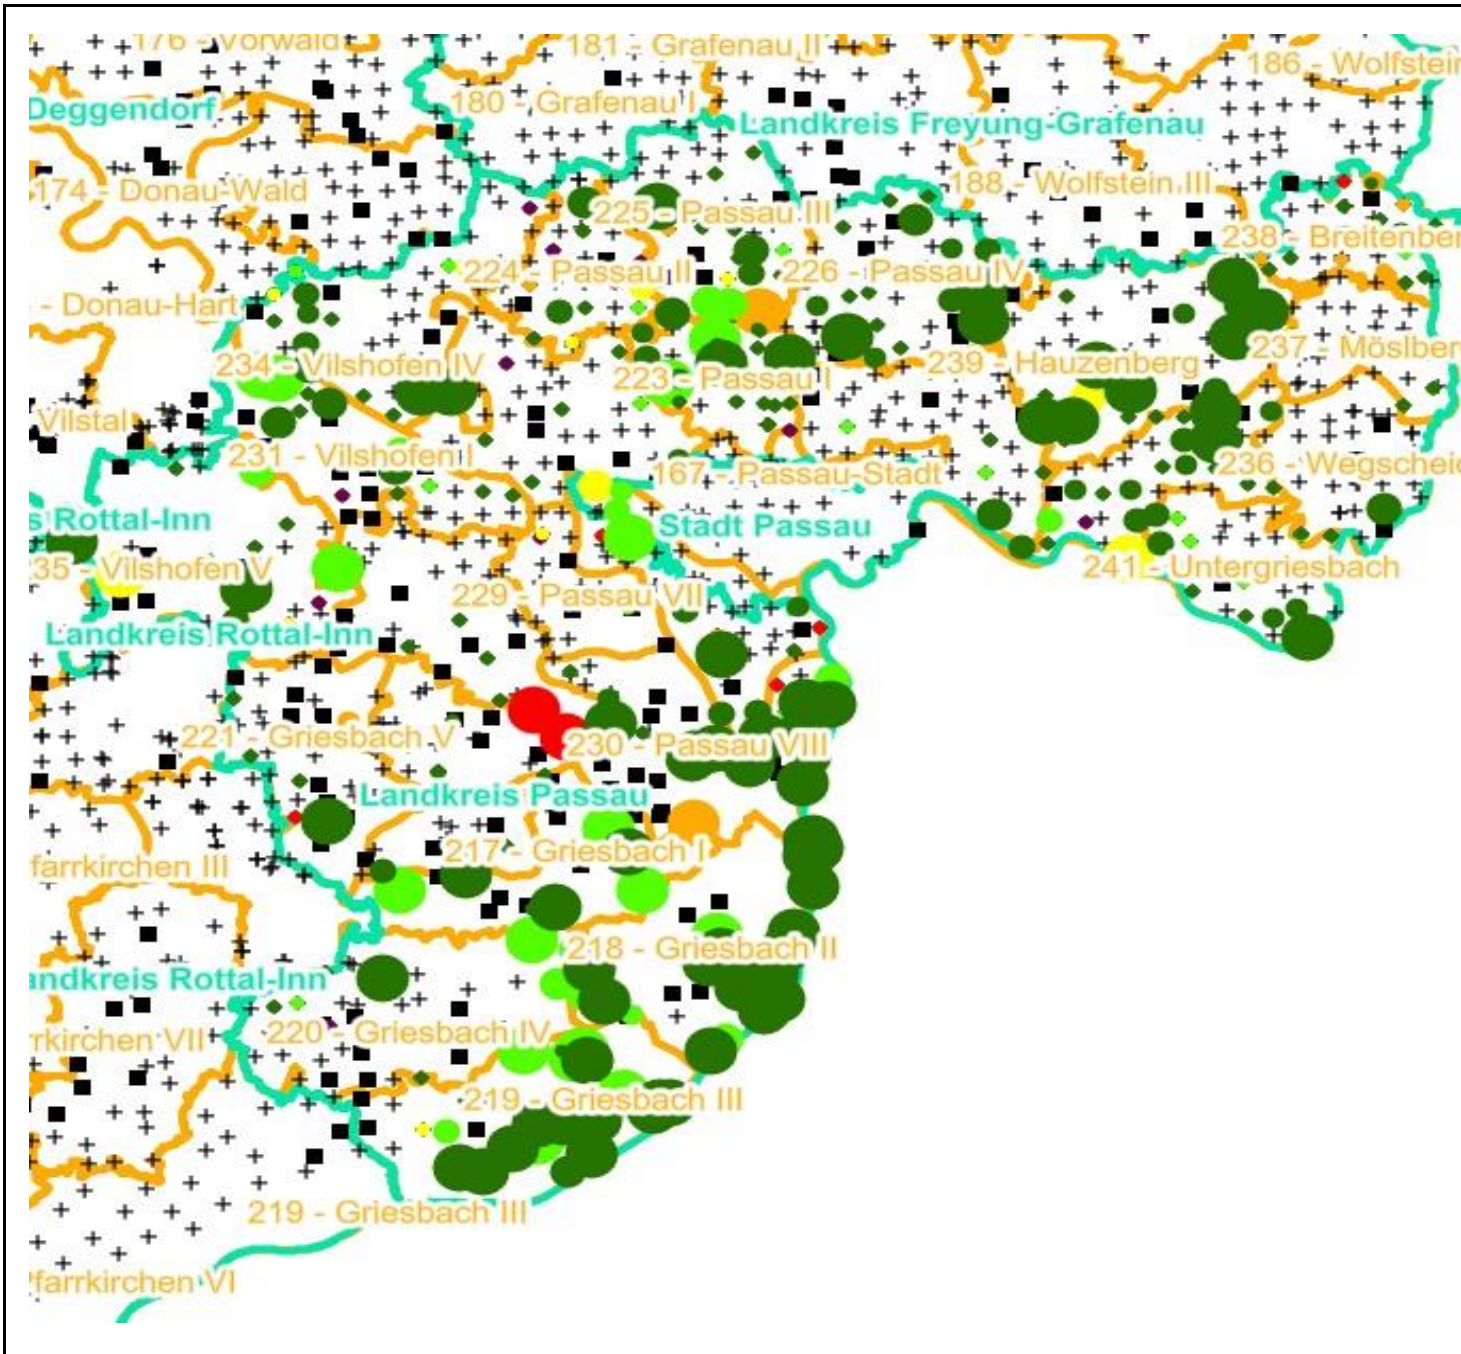 176 - Vorwald
181 - Grafenau II
186 - Wolfstein
Deggendorf
180 - Grafenau I
Landkreis Freyung-Grafenau
174 - Donau-Wald
188 - Wolfstein III
225 - Passau III
238 - Breitenber
224 - Passau II
226 - Passau IV
- Donau-Hart
234 - Vilshofen IV
223 - Passau I
239 - Hauzenberg
237 - Möslber
Vilstal
231 - Vilshofen I
167 - Passau-Stadt
236 - Wegscheid
s Rottal-Inn
Stadt Passau
35 - Vilshofen V
229 - Passau VII
241 - Untergriesbach
Landkreis Rottal-Inn
221 - Griesbach V
230 - Passau VIII
Landkreis Passau
217 - Griesbach I
farrkirchen III
218 - Griesbach II
andkreis Rottal-Inn
220 - Griesbach IV
rrkirchen VII
219 - Griesbach III
219 - Griesbach III
Pfarrkirchen VI